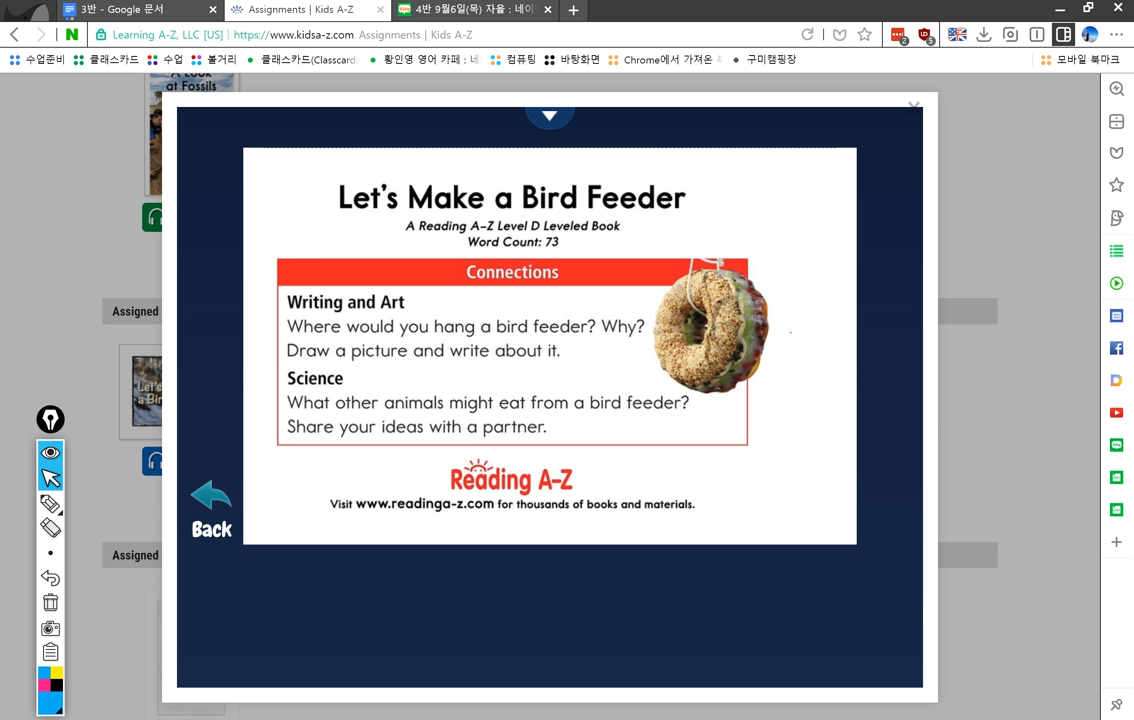 3반 - Google 문서
Assignments | Kids A-Z
4반 9월6일(목) 자율 : 네이
Learning A-Z, LLC [US] | https://www.kidsa-z.com Assignments | Kids A-Z
수업준비 클래스카드 수업 볼거리 클래스카드(Classcard 황인영 영어 카페 : 네 컴퓨팅 바탕화면 Chrome에서 가져온 구미캠핑장 모바일 북마크
A Look
at Fossils
Let's Make a Bird Feeder
A Reading A–Z Level D Leveled Book
Word Count: 73
Connections
Writing and Art
Where would you hang a bird feeder? Why?
Draw a picture and write about it.
Science
What other animals might eat from a bird feeder?
Share your ideas with a partner.
Reading A–Z
Visit www.readinga-z.com for thousands of books and materials.
Back
Assigned
Let's
a Bir
Assigned